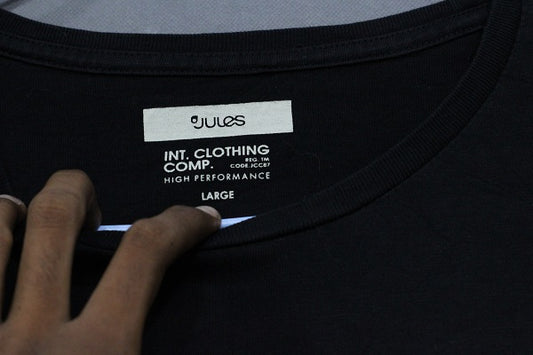 JULES
INT. CLOTHING
COMP. REG. TM
CODE.JCC87
HIGH PERFORMANCE
LARGE